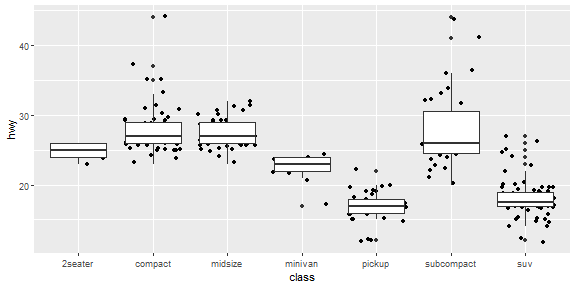 40
30
20
hwy
2seater compact midsize minivan pickup subcompact suv
class